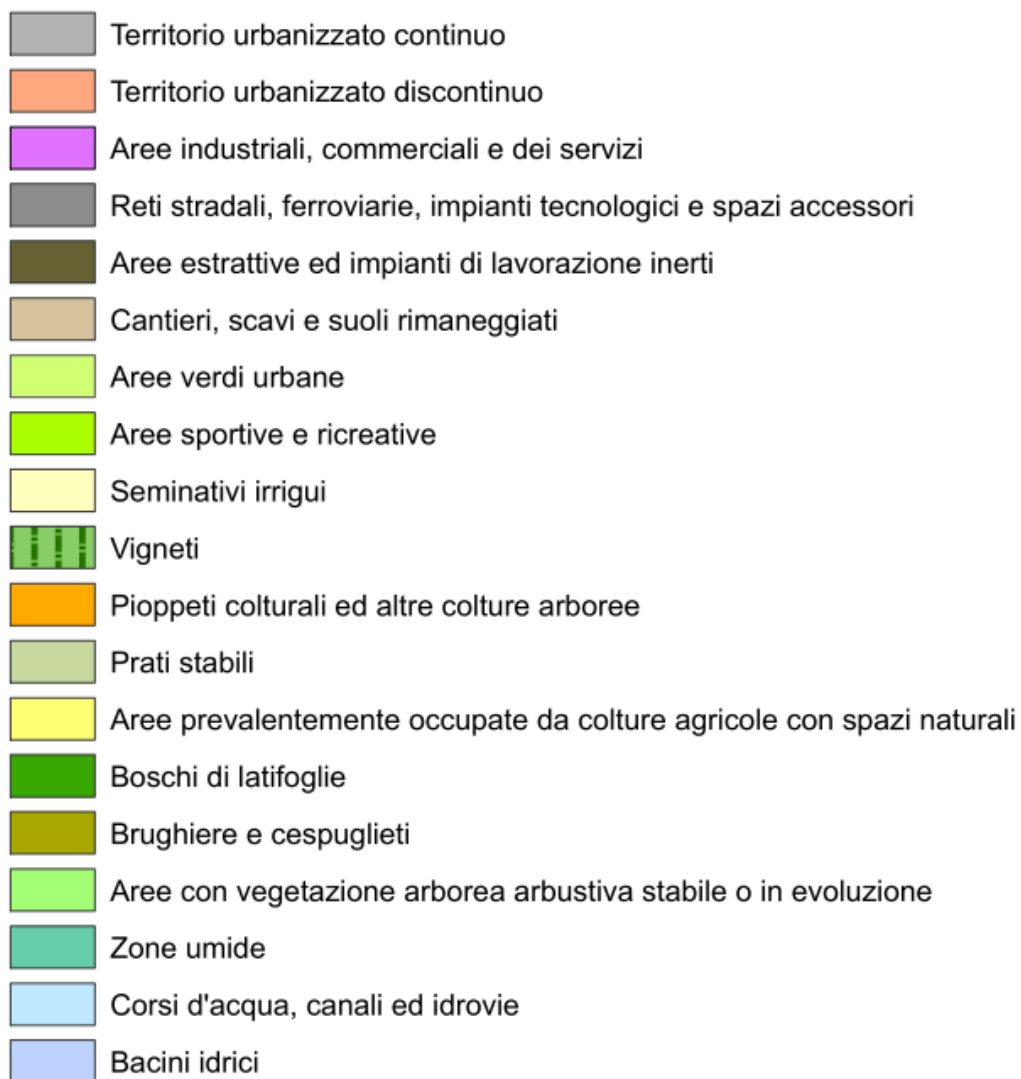 Territorio urbanizzato continuo
Territorio urbanizzato discontinuo
Aree industriali, commerciali e dei servizi
Reti stradali, ferroviarie, impianti tecnologici e spazi accessori
Aree estrattive ed impianti di lavorazione inerti
Cantieri, scavi e suoli rimaneggiati
Aree verdi urbane
Aree sportive e ricreative
Seminativi irrigui
Vigneti
Pioppeti colturali ed altre colture arboree
Prati stabili
Aree prevalentemente occupate da colture agricole con spazi naturali
Boschi di latifoglie
Brughiere e cespuglieti
Aree con vegetazione arborea arbustiva stabile o in evoluzione
Zone umide
Corsi d'acqua, canali ed idrovie
Bacini idrici